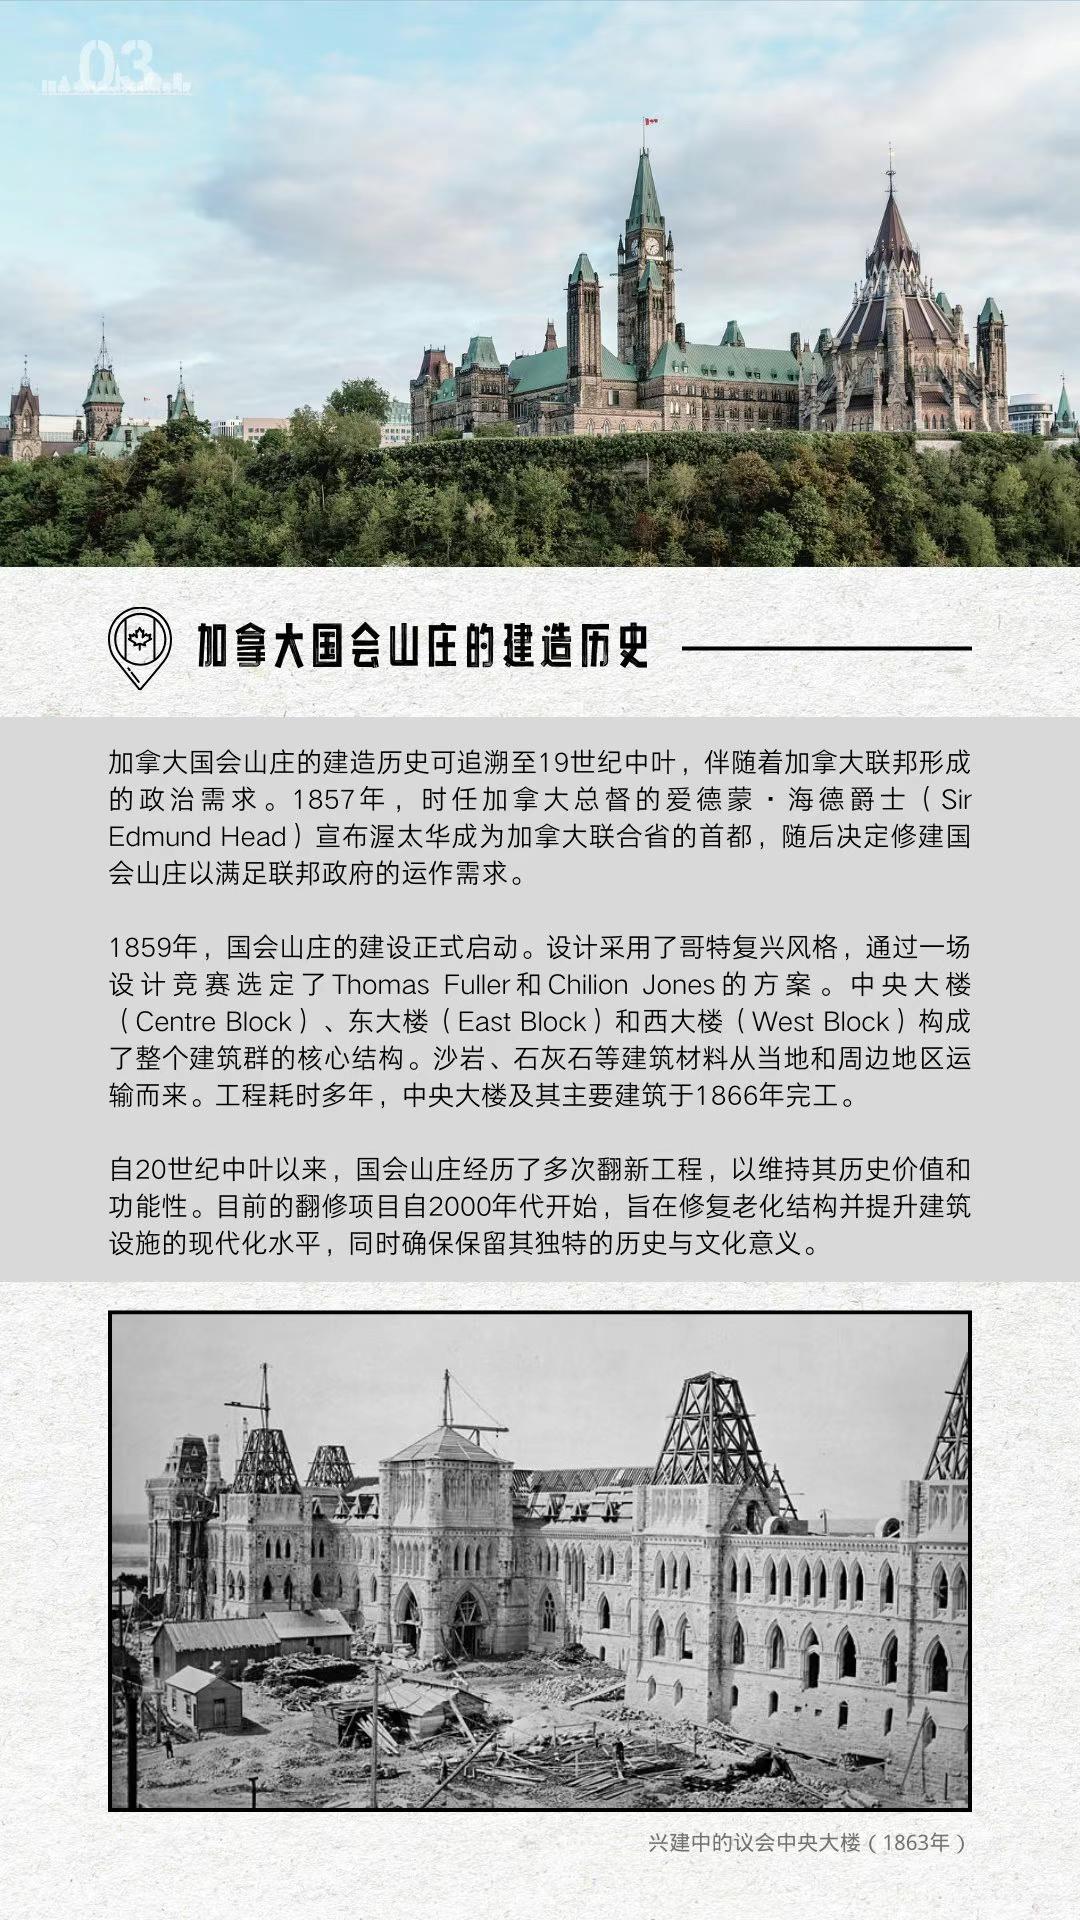 03
加拿大国会山庄的建造历史
加拿大国会山庄的建造历史可追溯至19世纪中叶，伴随着加拿大联邦形成
的政治需求。1857年，时任加拿大总督的爱德蒙·海德爵士（Sir
Edmund Head）宣布渥太华成为加拿大联合省的首都，随后决定修建国
会山庄以满足联邦政府的运作需求。
1859年，国会山庄的建设正式启动。设计采用了哥特复兴风格，通过一场
设计竞赛选定了Thomas Fuller和Chilion Jones的方案。中央大楼
（Centre Block）、东大楼（East Block）和西大楼（West Block）构成
了整个建筑群的核心结构。沙岩、石灰石等建筑材料从当地和周边地区运
输而来。工程耗时多年，中央大楼及其主要建筑于1866年完工。
自20世纪中叶以来，国会山庄经历了多次翻新工程，以维持其历史价值和
功能性。目前的翻修项目自2000年代开始，旨在修复老化结构并提升建筑
设施的现代化水平，同时确保保留其独特的历史与文化意义。
兴建中的议会中央大楼（1863年）